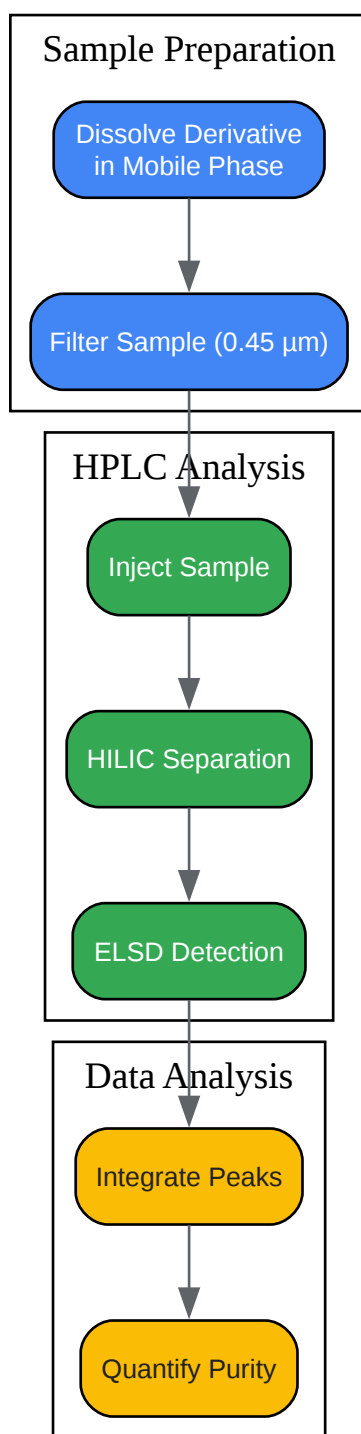 Sample Preparation
Dissolve Derivative
in Mobile Phase
Filter Sample (0.45 µm)
HPLC Analysis
Inject Sample
HILIC Separation
ELSD Detection
Data Analysis
Integrate Peaks
Quantify Purity